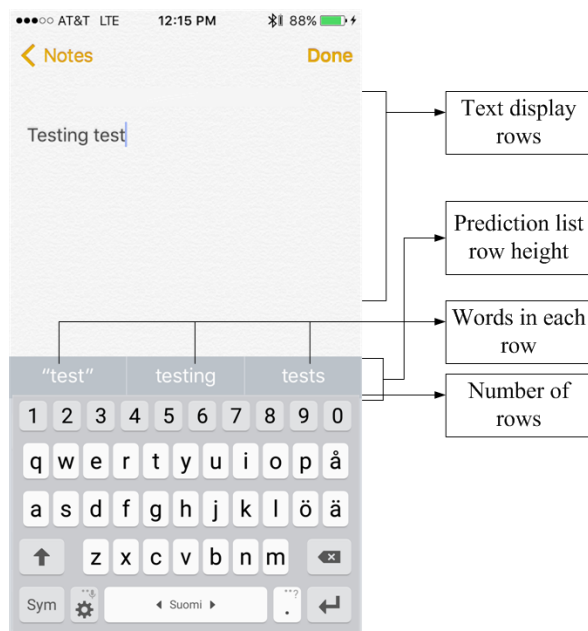 AT&T LTE 12:15 PM 88%
Notes Done
Testing test
Text display
rows
Prediction list
row height
Words in each
row
Number of
rows
"test" testing tests
1 2 3 4 5 6 7 8 9 0
q w e r t y u i o p å
a s d f g h j k l ö ä
z x c v b n m
Sym Suomi . ?